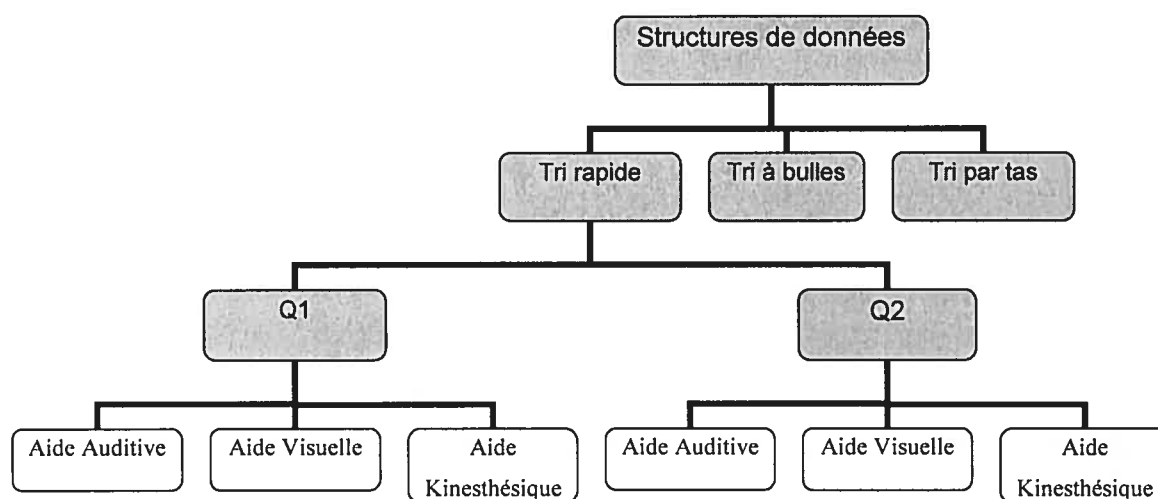 Structures de données
Tri rapide
Tri à bulles
Tri par tas
Q1
Q2
Aide Auditive
Aide Visuelle
Aide
Kinesthésique
Aide Auditive
Aide Visuelle
Aide
Kinesthésique